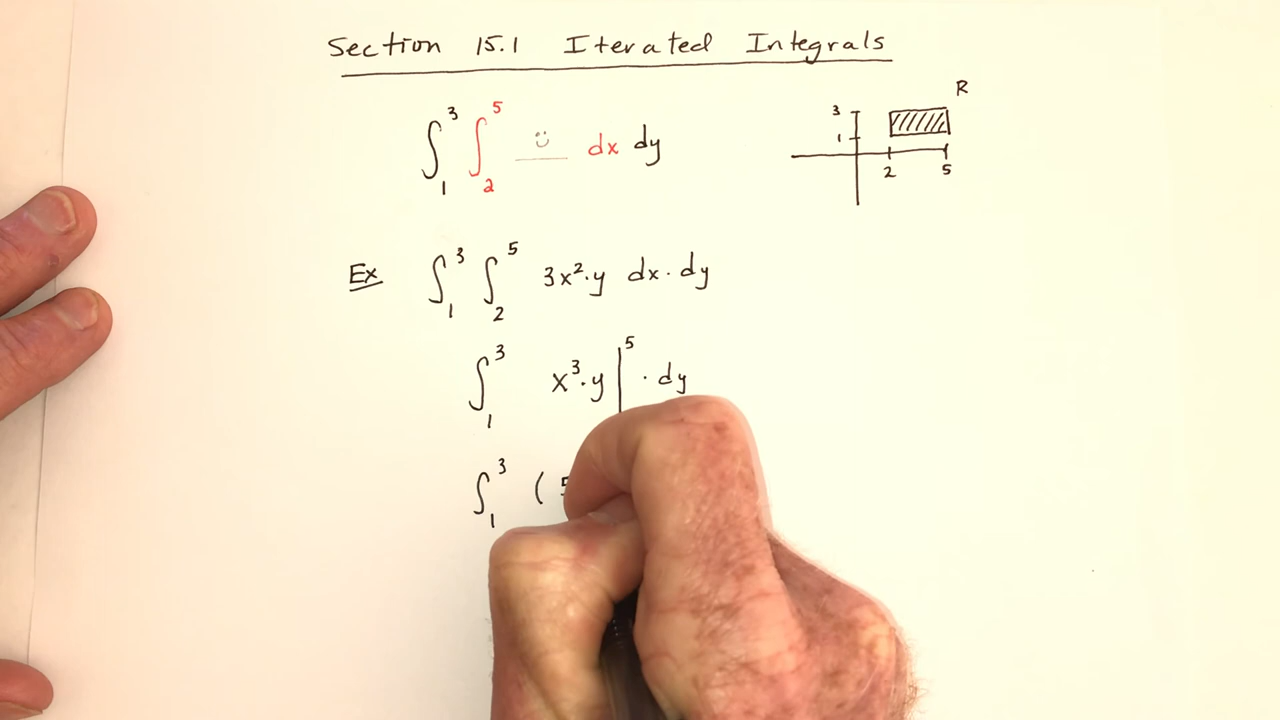 Section 15.1 Iterated Integrals
∫₁³ ∫₂⁵ __ dx dy
R
3
1
2 5
Ex ∫₁³ ∫₂⁵ 3x²·y dx·dy
∫₁³ x³·y |⁵ · dy
∫₁³ (